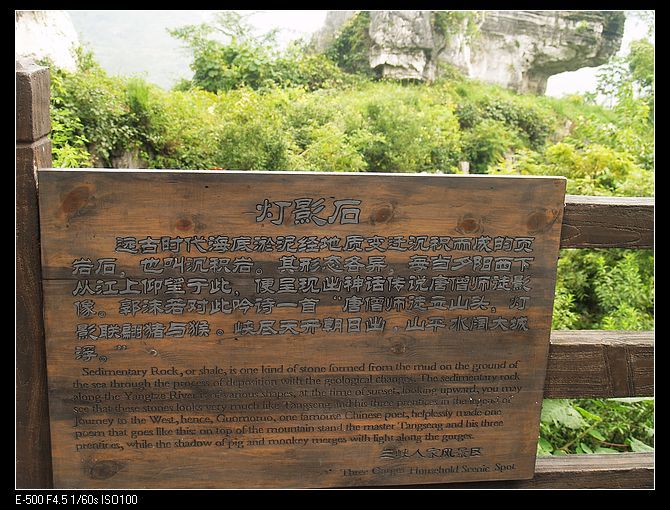 灯影石
远古时代海底淤泥经地质变迁沉积而成的页
岩石，也叫沉积岩。其形态各异，每当夕阳西下
从江上仰望于此，便呈现出神话传说唐僧师徒影
像。郭沫若对此吟诗一首“唐僧师徒立山头，灯
影联翩猪与猴。峡尽天开朝日出，山平水阔大城
浮。”
Sedimentary Rock, or shale, is one kind of stone formed from the mud on the ground of
the sea through the process of deposition with the geological changes. The sedimentary rock
along the Yangtze River is of various shapes, at the time of sunset, looking upward, you may
see that these stones looks very much like Tangseng and his three prentices in the legend of
Journey to the West, hence, Guomoruo, one famouse Chinese poet, helplessly made one
poem that goes like this: on top of the mountain stand the master Tangseng and his three
prentices, while the shadow of pig and monkey merges with light along the gorges.
三峡人家风景区
Three Gorges Household Scenic Spot
E-500 F4.5 1/60s ISO100